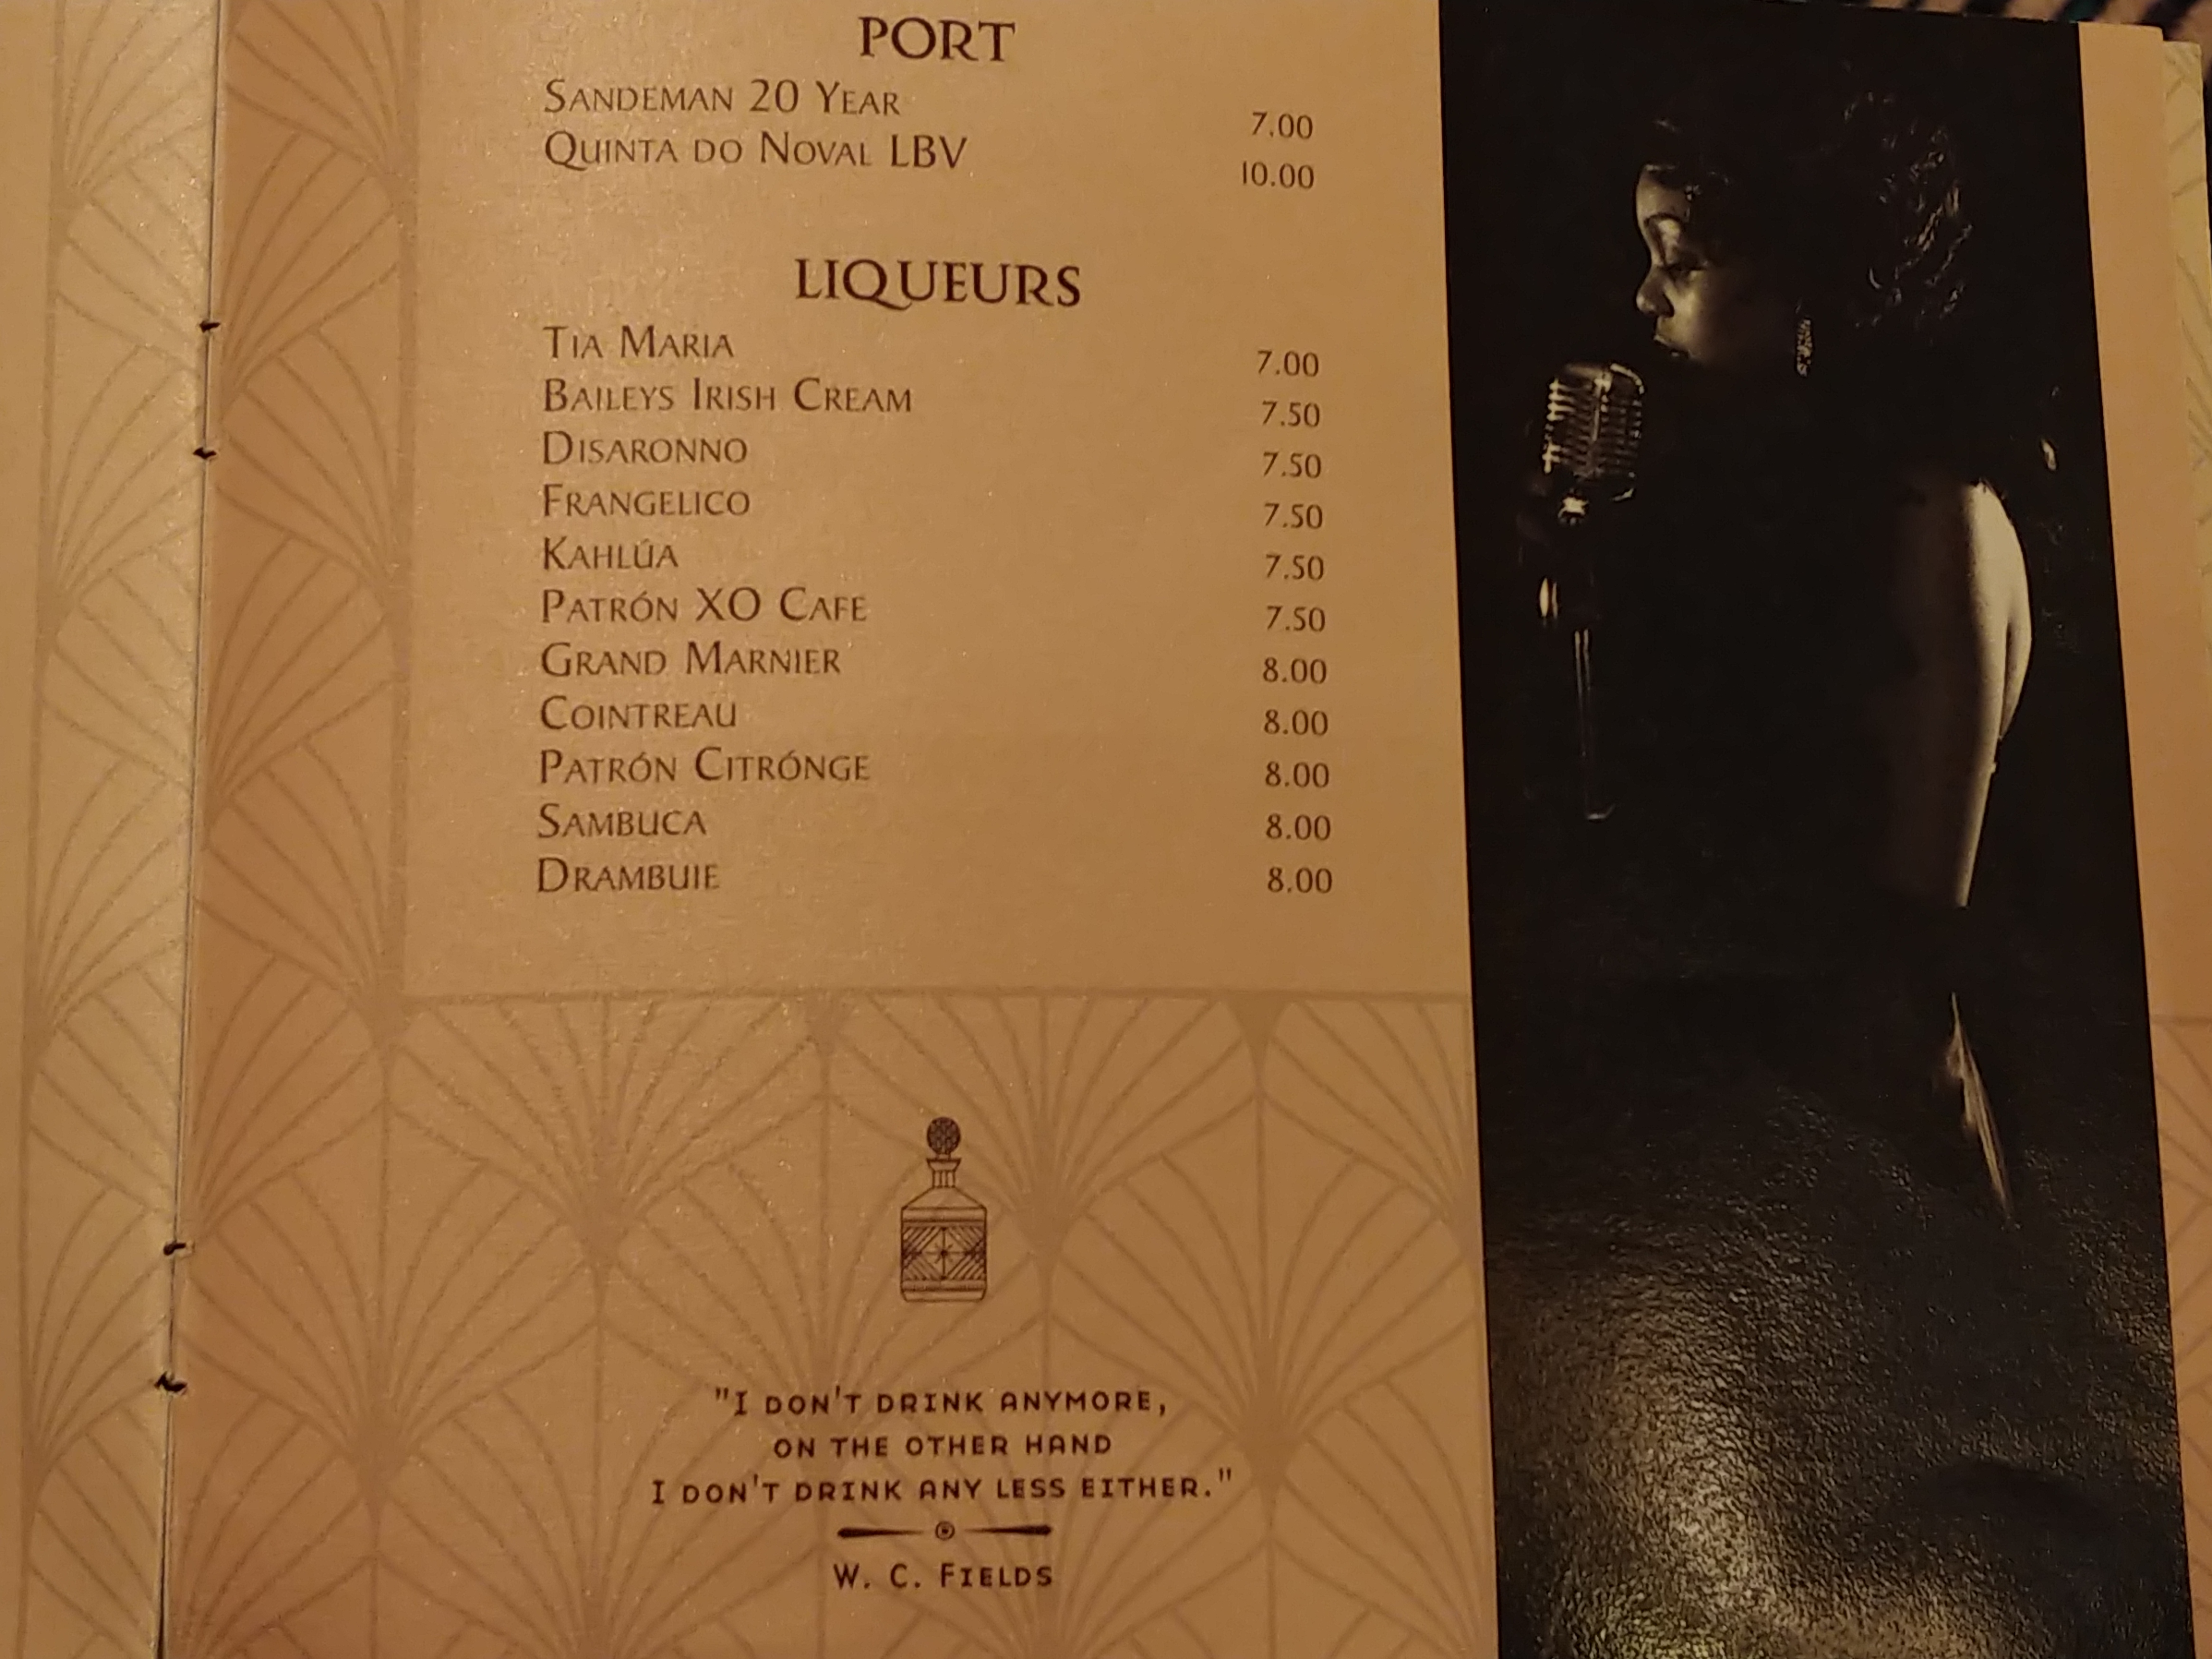 PORT
SANDEMAN 20 YEAR 7.00
QUINTA DO NOVAL LBV 10.00
LIQUEURS
TIA MARIA 7.00
BAILEYS IRISH CREAM 7.50
DISARONNO 7.50
FRANGELICO 7.50
KAHLÚA 7.50
PATRÓN XO CAFE 7.50
GRAND MARNIER 8.00
COINTREAU 8.00
PATRÓN CITRÓNGE 8.00
SAMBUCA 8.00
DRAMBUIE 8.00
"I DON'T DRINK ANYMORE,
ON THE OTHER HAND
I DON'T DRINK ANY LESS EITHER."
W. C. FIELDS